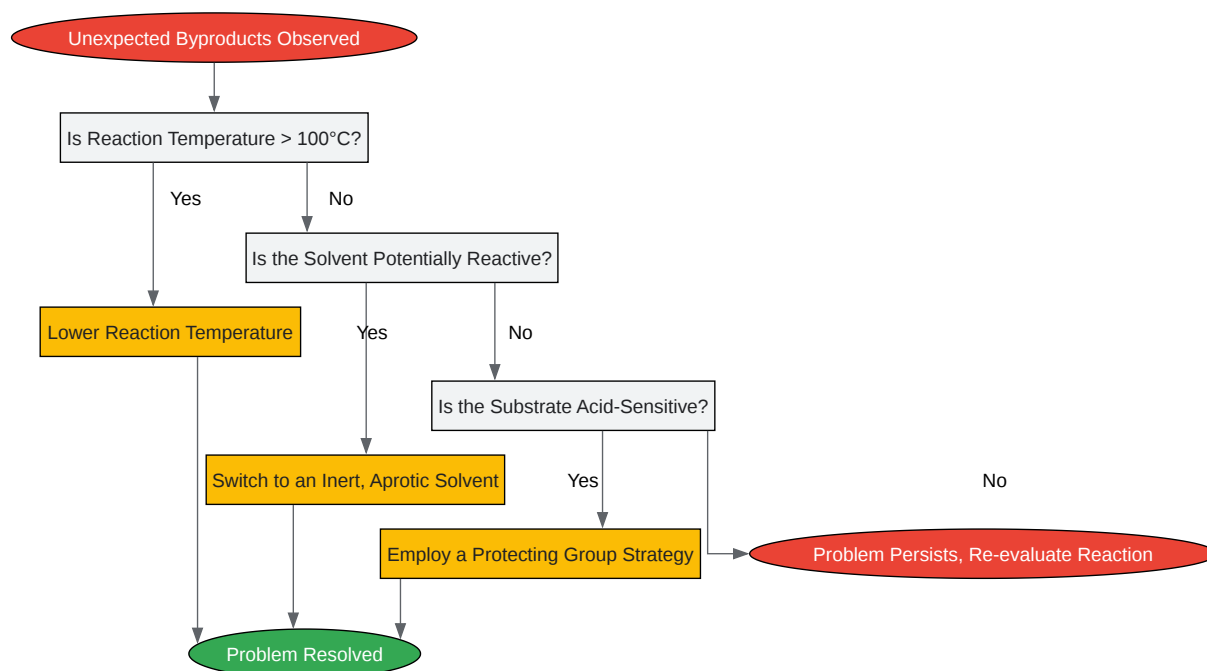 Unexpected Byproducts Observed
Is Reaction Temperature > 100°C?
Yes
No
Is the Solvent Potentially Reactive?
Lower Reaction Temperature
Yes
No
Is the Substrate Acid-Sensitive?
Switch to an Inert, Aprotic Solvent
Yes
No
Employ a Protecting Group Strategy
Problem Persists, Re-evaluate Reaction
Problem Resolved